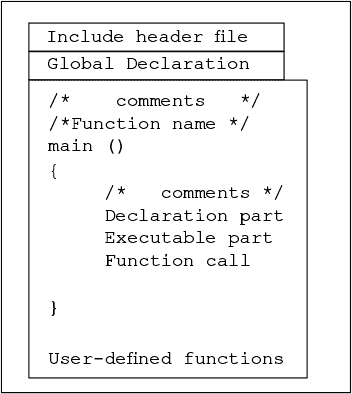 Include header file
Global Declaration
/* comments */
/*Function name */
main ()
{
/* comments */
Declaration part
Executable part
Function call
}
User-defined functions